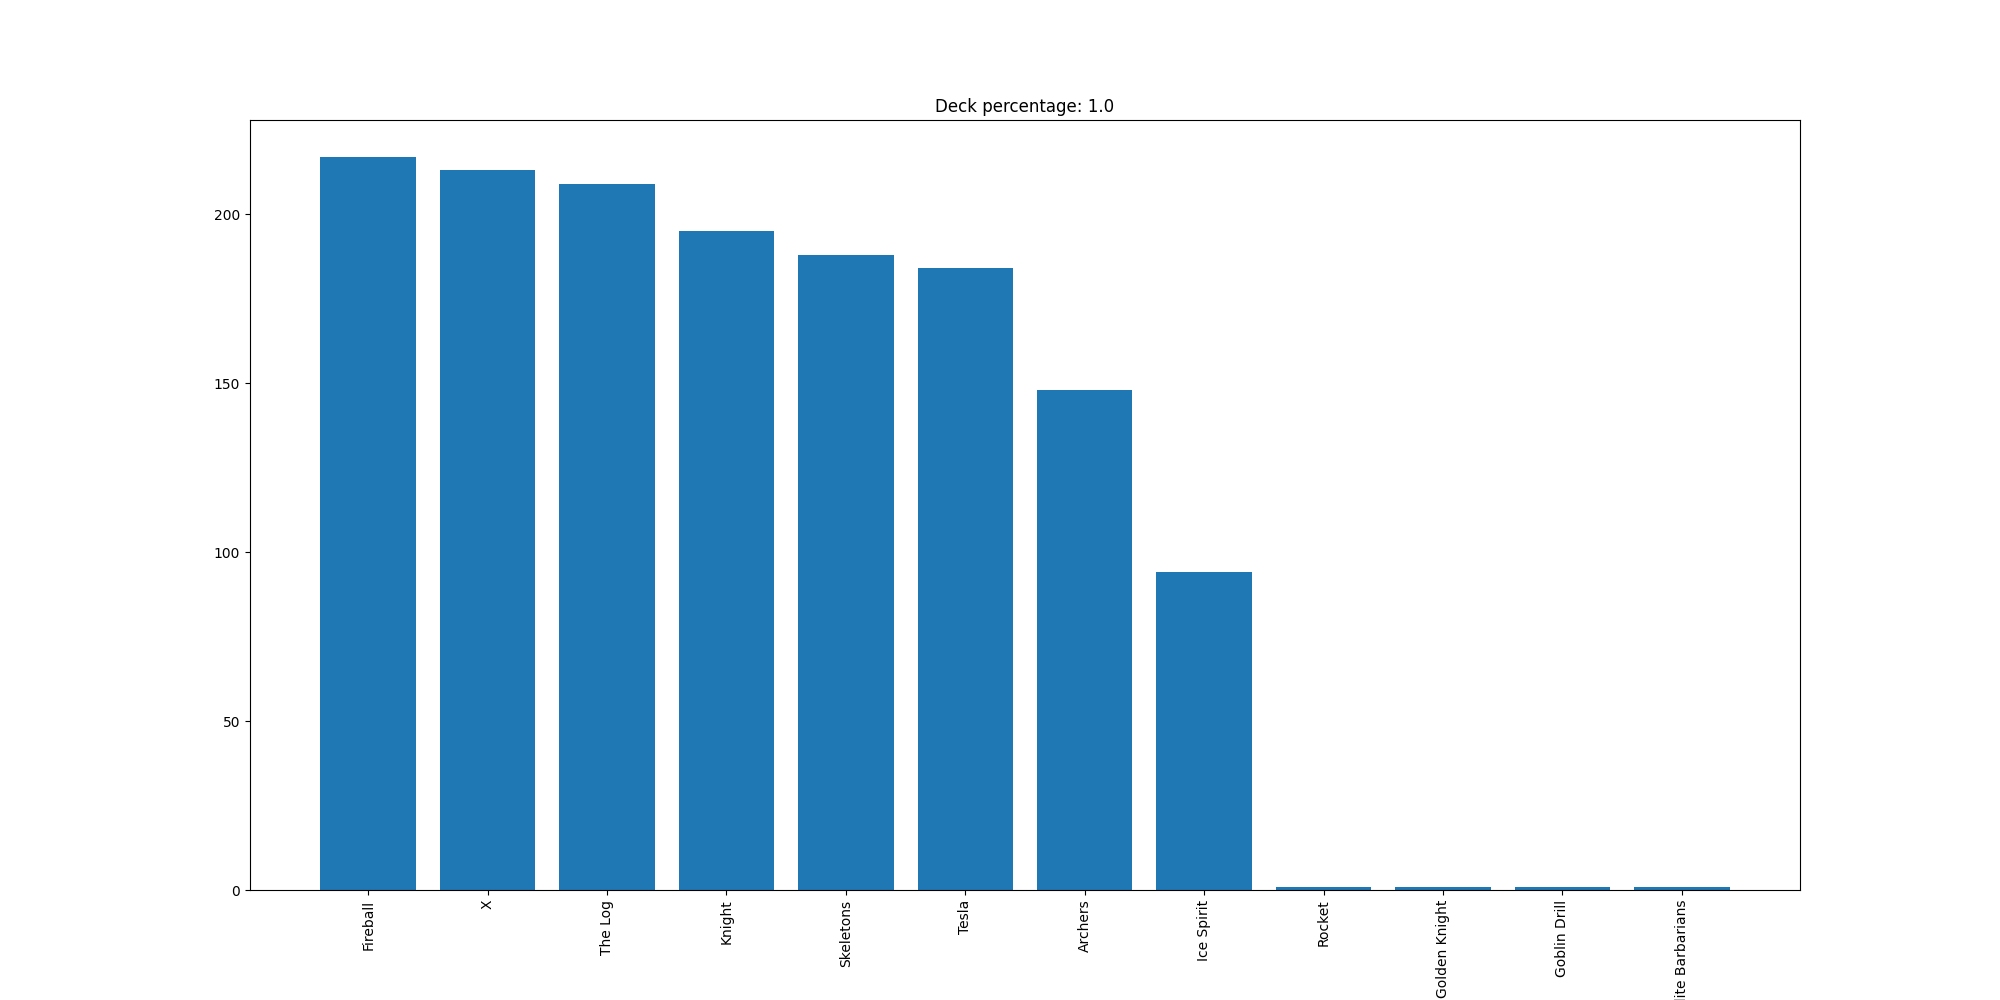 Deck percentage: 1.0
200
150
100
50
0
Fireball
X
The Log
Knight
Skeletons
Tesla
Archers
Ice Spirit
Rocket
Golden Knight
Goblin Drill
lite Barbarians